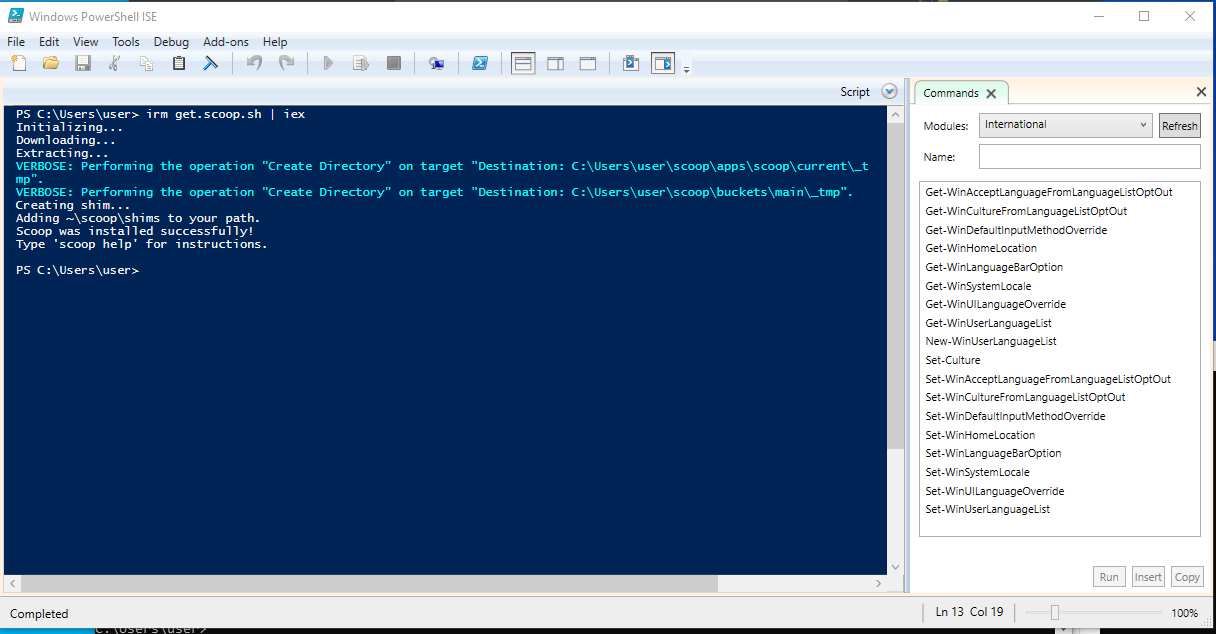 Windows PowerShell ISE
File Edit View Tools Debug Add-ons Help
Script
PS C:\Users\user> irm get.scoop.sh | iex
Initializing...
Downloading...
Extracting...
VERBOSE: Performing the operation "Create Directory" on target "Destination: C:\Users\user\scoop\apps\scoop\current\_t
mp".
VERBOSE: Performing the operation "Create Directory" on target "Destination: C:\Users\user\scoop\buckets\main\_tmp".
Creating shim...
Adding ~\scoop\shims to your path.
Scoop was installed successfully!
Type 'scoop help' for instructions.
PS C:\Users\user>
Commands
Modules: International Refresh
Name:
Get-WinAcceptLanguageFromLanguageListOptOut
Get-WinCultureFromLanguageListOptOut
Get-WinDefaultInputMethodOverride
Get-WinHomeLocation
Get-WinLanguageBarOption
Get-WinSystemLocale
Get-WinUILanguageOverride
Get-WinUserLanguageList
New-WinUserLanguageList
Set-Culture
Set-WinAcceptLanguageFromLanguageListOptOut
Set-WinCultureFromLanguageListOptOut
Set-WinDefaultInputMethodOverride
Set-WinHomeLocation
Set-WinLanguageBarOption
Set-WinSystemLocale
Set-WinUILanguageOverride
Set-WinUserLanguageList
Run Insert Copy
Completed
Ln 13 Col 19
100%
C:\Users\user>